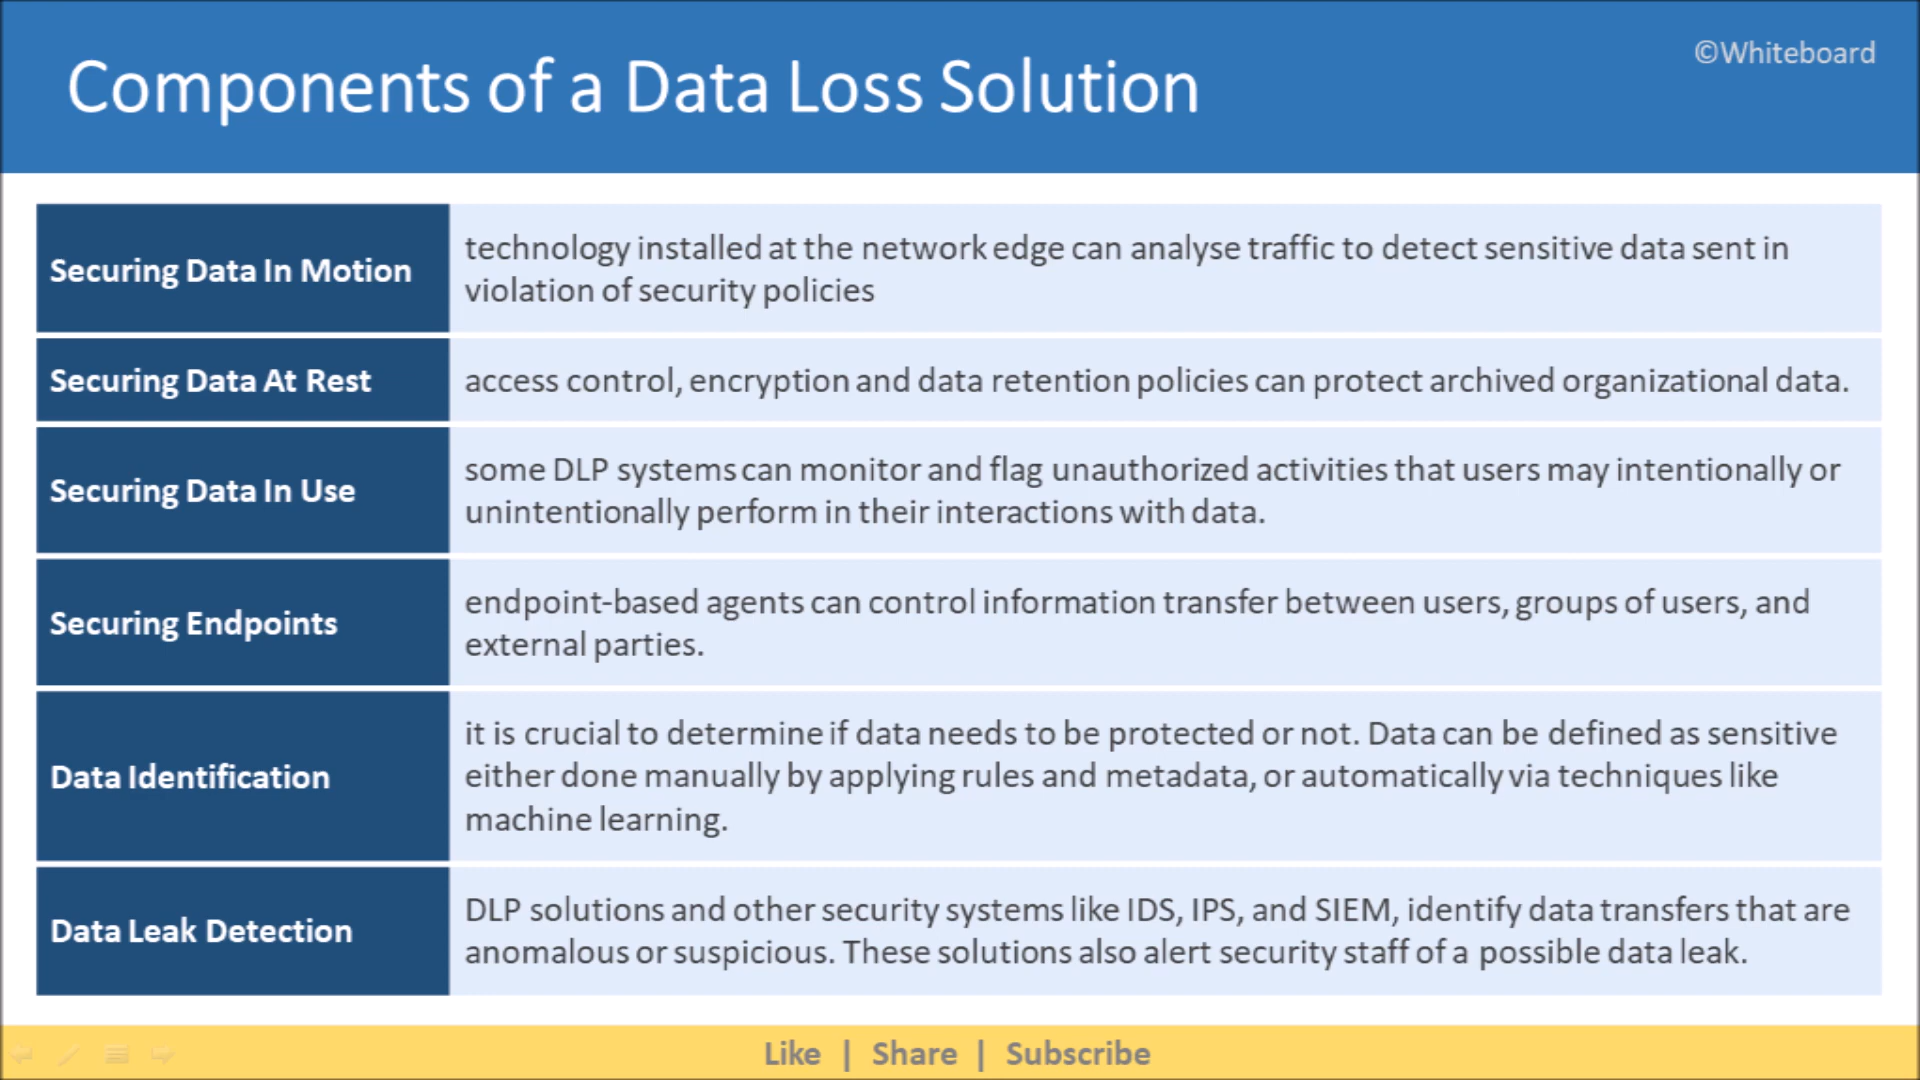 Components of a Data Loss Solution
©Whiteboard
Securing Data In Motion
technology installed at the network edge can analyse traffic to detect sensitive data sent in
violation of security policies
Securing Data At Rest
access control, encryption and data retention policies can protect archived organizational data.
Securing Data In Use
some DLP systems can monitor and flag unauthorized activities that users may intentionally or
unintentionally perform in their interactions with data.
Securing Endpoints
endpoint-based agents can control information transfer between users, groups of users, and
external parties.
Data Identification
it is crucial to determine if data needs to be protected or not. Data can be defined as sensitive
either done manually by applying rules and metadata, or automatically via techniques like
machine learning.
Data Leak Detection
DLP solutions and other security systems like IDS, IPS, and SIEM, identify data transfers that are
anomalous or suspicious. These solutions also alert security staff of a possible data leak.
Like | Share | Subscribe